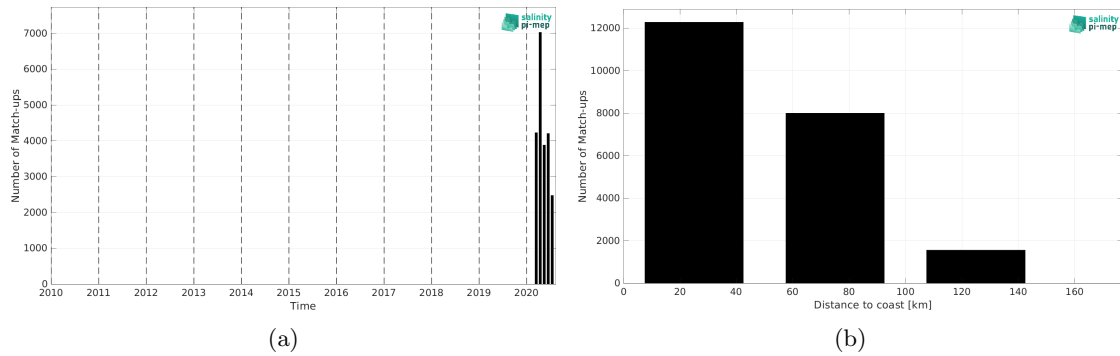 salinity
pi-mep
7000
6000
5000
4000
3000
2000
1000
0
Number of Match-ups
2010 2011 2012 2013 2014 2015 2016 2017 2018 2019 2020
Time
(a)
salinity
pi-mep
12000
10000
8000
6000
4000
2000
0
Number of Match-ups
0 20 40 60 80 100 120 140 160
Distance to coast [km]
(b)